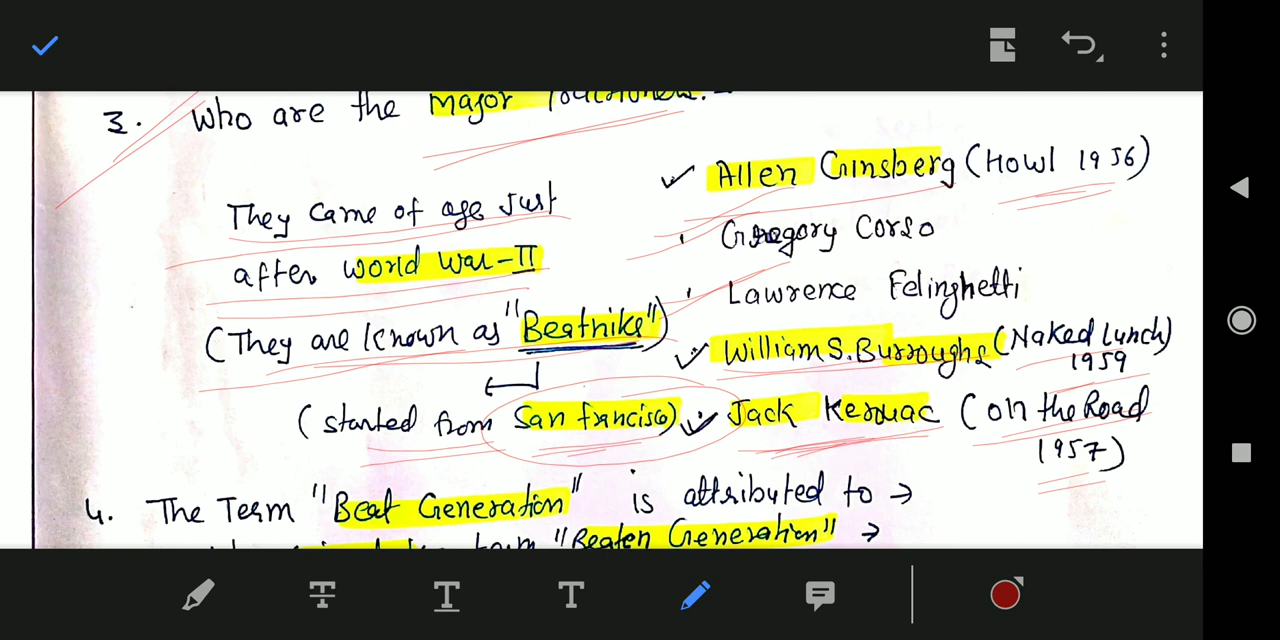 3. Who are the major
They came of age Just
after World War-II
(They are known as "Beatniks")
(started from San francisco)
✓ Allen Ginsberg (Howl 1956)
· Gregory Corso
· Lawrence Felinghetti
✓ William S. Burroughs (Naked Lunch)
1959
✓ Jack Kerouac (on the Road
1957)
4. The Term "Beat Generation" is attributed to →
term "Beaten Generation" →
T T T